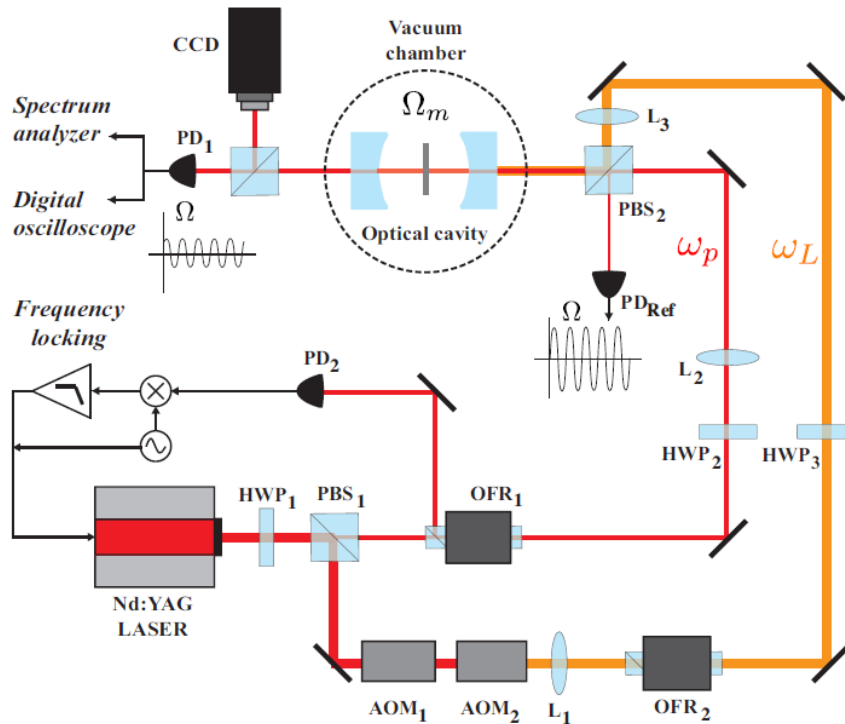 CCD
Vacuum
chamber
Spectrum
analyzer
PD1
Ωm
L3
Digital
oscilloscope
Ω
Optical cavity
PBS2
ωp
ωL
Frequency
locking
Ω
PDRef
PD2
L2
HWP2
HWP3
HWP1
PBS1
OFR1
Nd:YAG
LASER
AOM1
AOM2
L1
OFR2